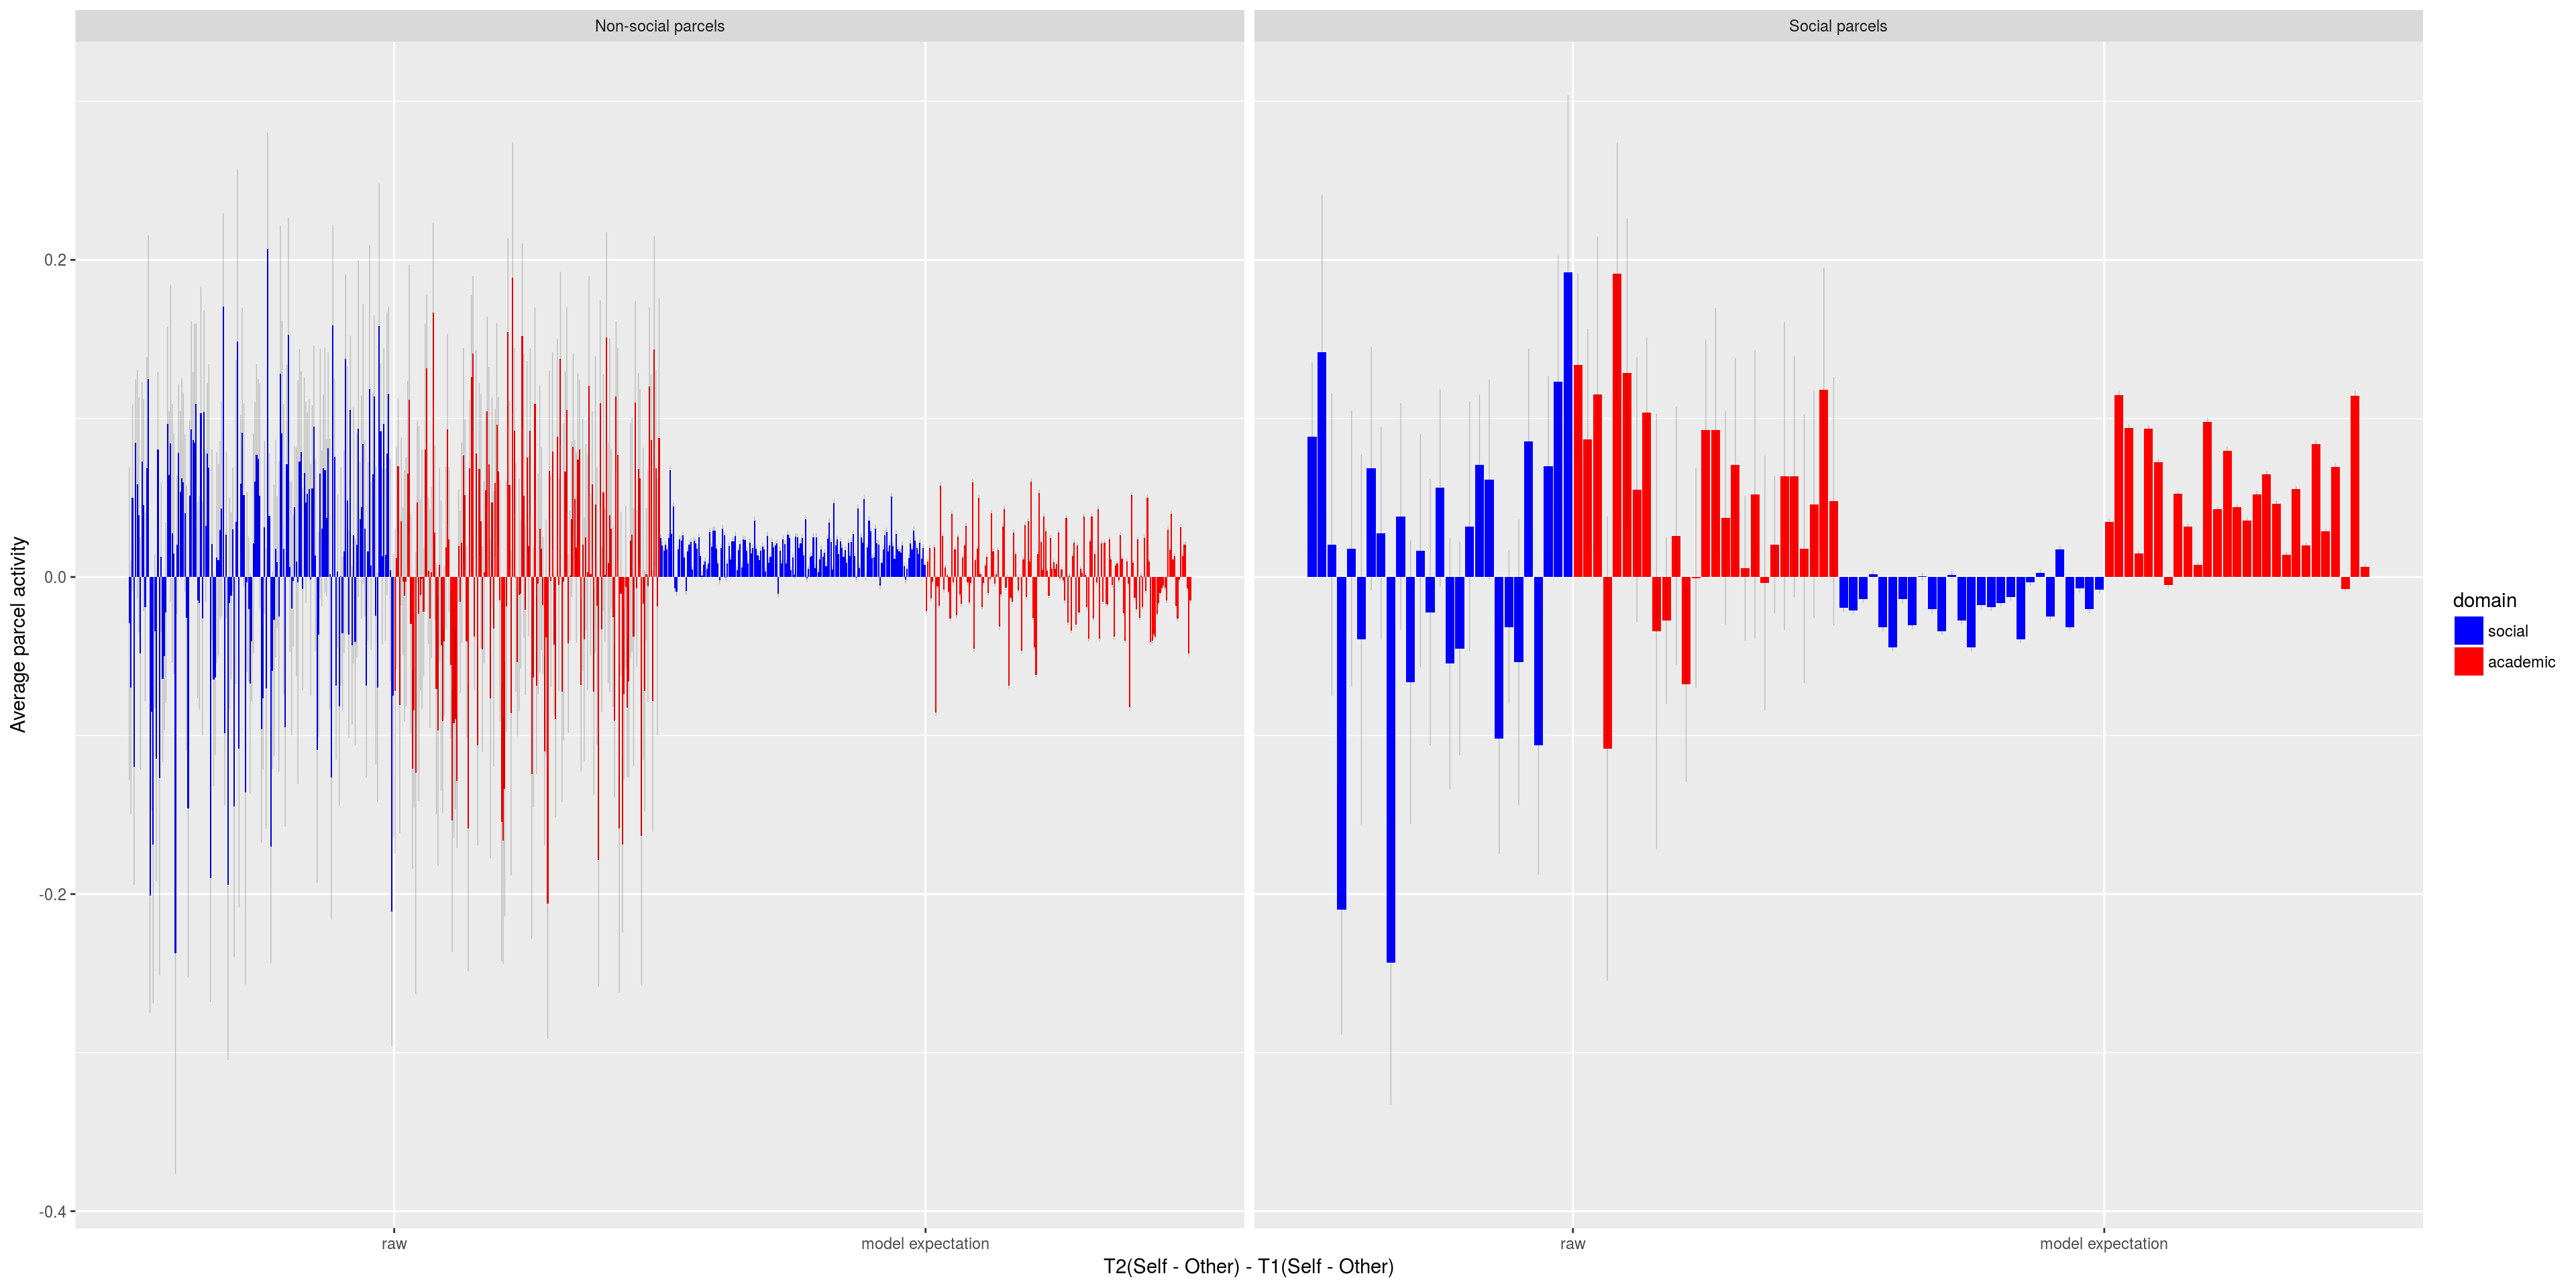 Non-social parcels
Social parcels
Average parcel activity
0.2
0.0
-0.2
-0.4
raw
model expectation
raw
model expectation
T2(Self - Other) - T1(Self - Other)
domain
social
academic